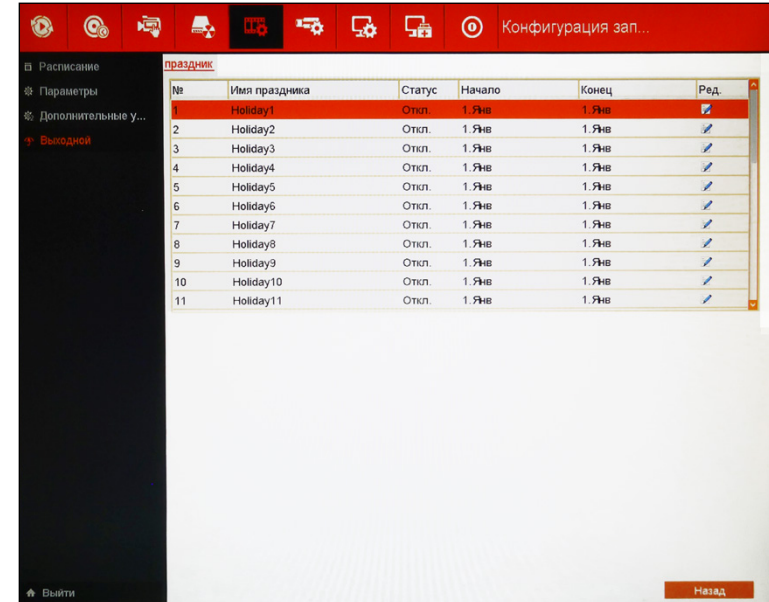 Конфигурация зап...
Расписание
Параметры
Дополнительные у...
Выходной
Выйти
праздник
№ Имя праздника Статус Начало Конец Ред.
1 Holiday1 Откл. 1.Янв 1.Янв
2 Holiday2 Откл. 1.Янв 1.Янв
3 Holiday3 Откл. 1.Янв 1.Янв
4 Holiday4 Откл. 1.Янв 1.Янв
5 Holiday5 Откл. 1.Янв 1.Янв
6 Holiday6 Откл. 1.Янв 1.Янв
7 Holiday7 Откл. 1.Янв 1.Янв
8 Holiday8 Откл. 1.Янв 1.Янв
9 Holiday9 Откл. 1.Янв 1.Янв
10 Holiday10 Откл. 1.Янв 1.Янв
11 Holiday11 Откл. 1.Янв 1.Янв
Назад